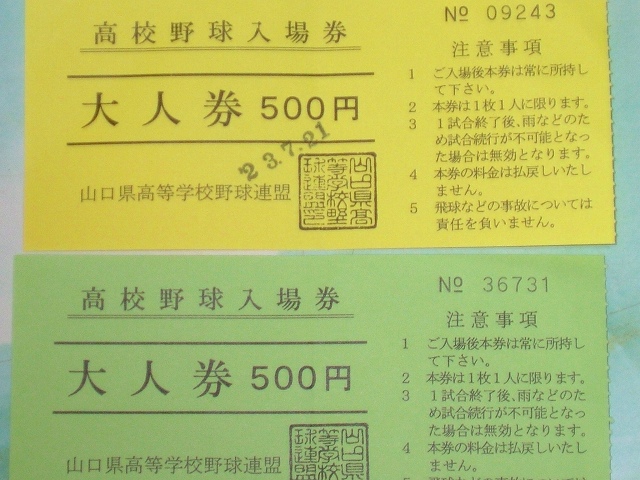 高校野球入場券
大人券500円
23.7.21
山口県高等学校野球連盟
山口県高
等学校野
球連盟印
№ 09243
注意事項
1 ご入場後本券は常に所持し
て下さい。
2 本券は1枚1人に限ります。
3 1試合終了後、雨などのた
め試合続行が不可能となっ
た場合は無効となります。
4 本券の料金は払戻しいたし
ません。
5 飛球などの事故については
責任を負いません。
高校野球入場券
大人券500円
山口県高等学校野球連盟
山口県
等学校
球連盟
№ 36731
注意事項
1 ご入場後本券は常に所持し
て下さい。
2 本券は1枚1人に限ります。
3 1試合終了後、雨などのた
め試合続行が不可能となっ
た場合は無効となります。
4 本券の料金は払戻しいたし
ません。
5 飛球などの事故については